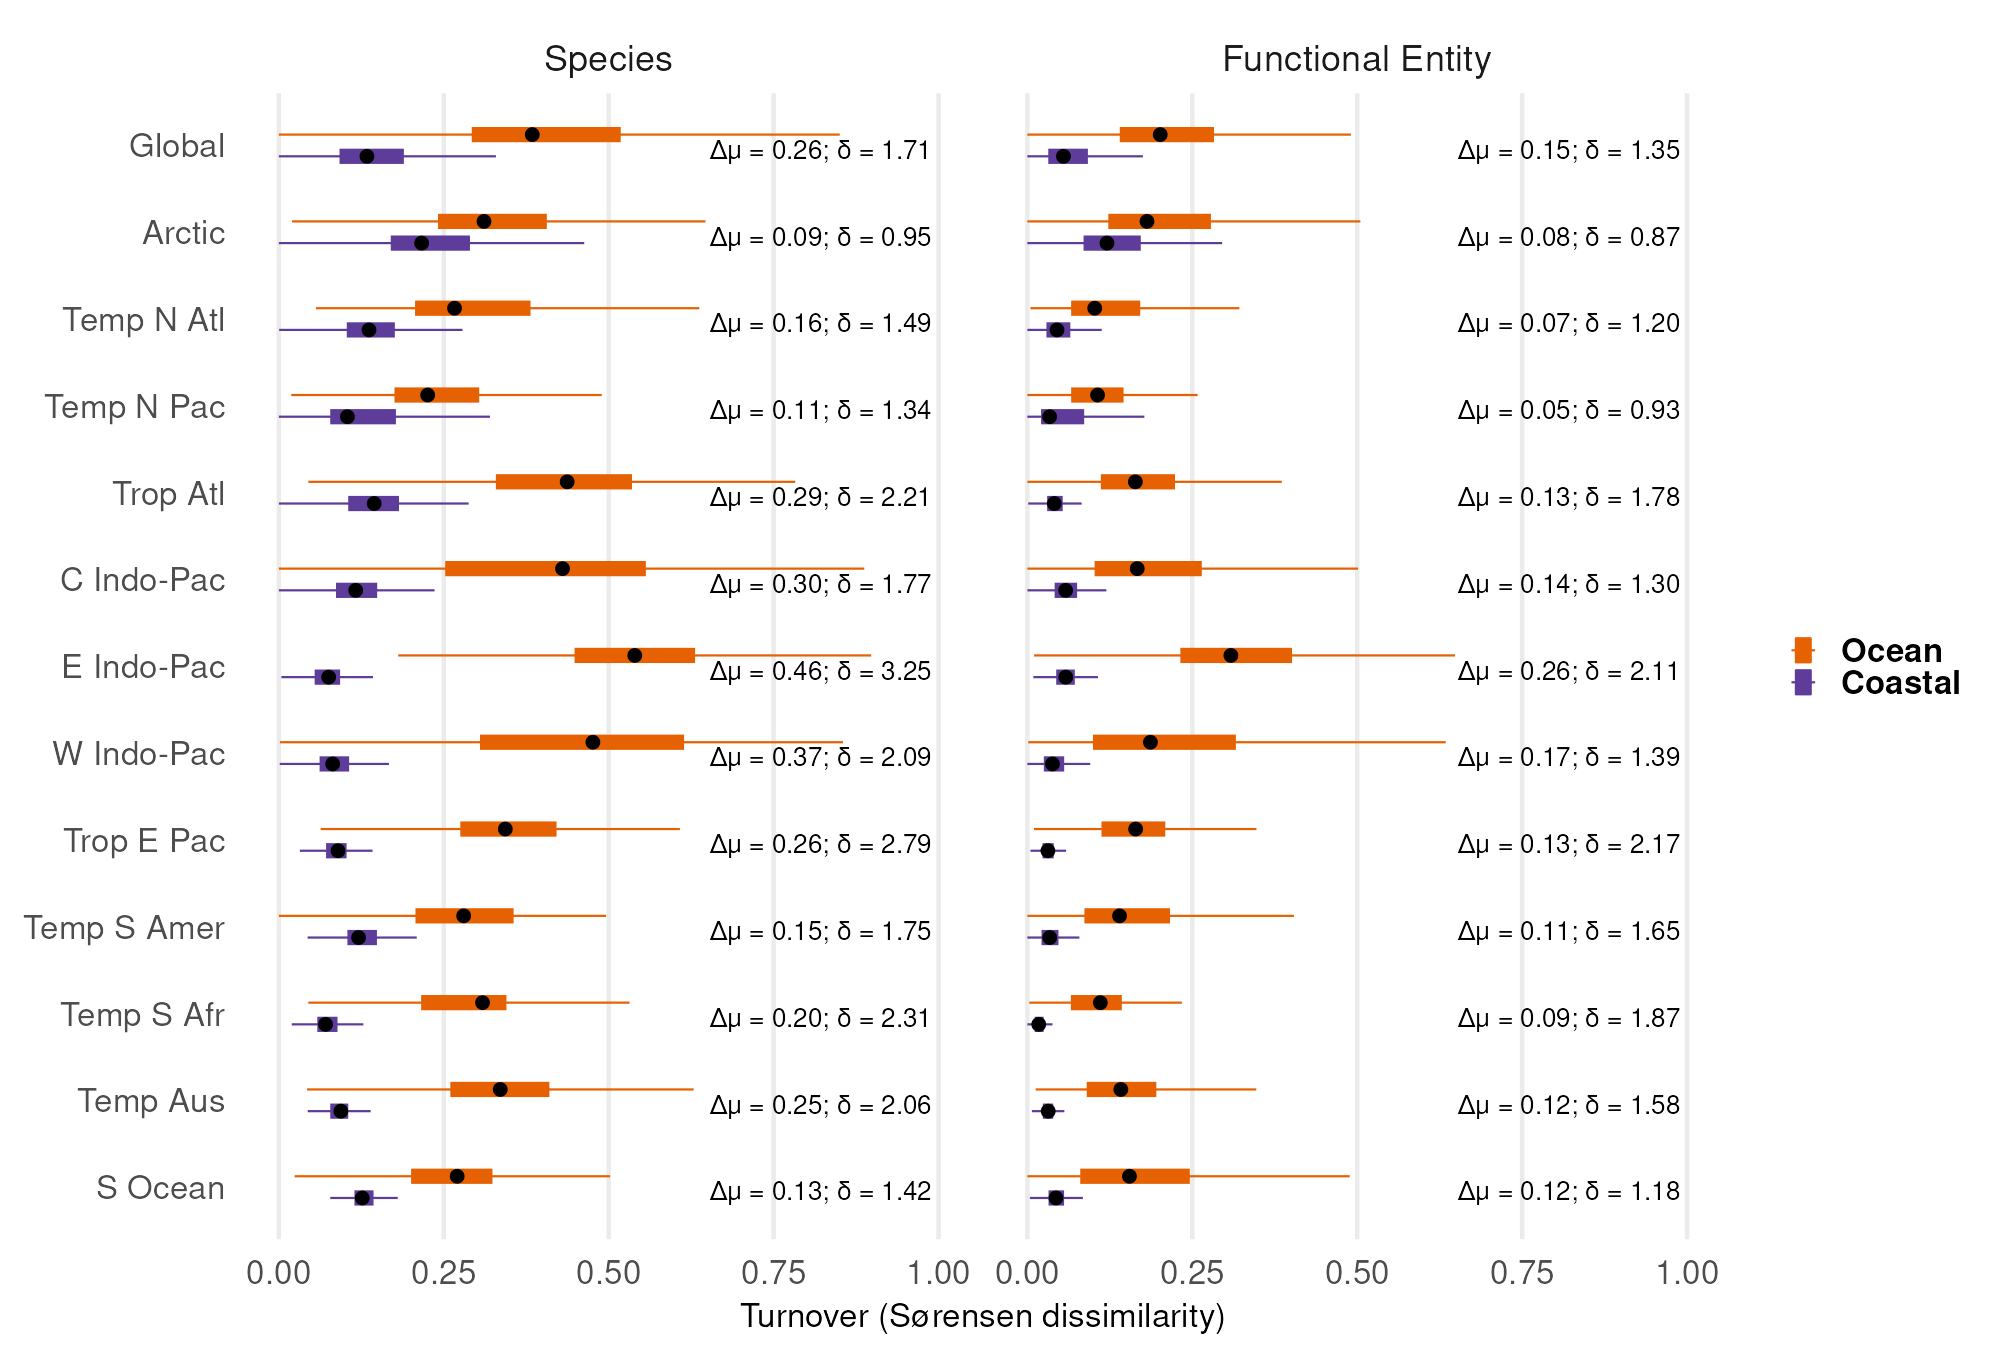 Species Functional Entity
Global Δμ = 0.26; δ = 1.71 Δμ = 0.15; δ = 1.35
Arctic Δμ = 0.09; δ = 0.95 Δμ = 0.08; δ = 0.87
Temp N Atl Δμ = 0.16; δ = 1.49 Δμ = 0.07; δ = 1.20
Temp N Pac Δμ = 0.11; δ = 1.34 Δμ = 0.05; δ = 0.93
Trop Atl Δμ = 0.29; δ = 2.21 Δμ = 0.13; δ = 1.78
C Indo-Pac Δμ = 0.30; δ = 1.77 Δμ = 0.14; δ = 1.30
E Indo-Pac Δμ = 0.46; δ = 3.25 Δμ = 0.26; δ = 2.11
W Indo-Pac Δμ = 0.37; δ = 2.09 Δμ = 0.17; δ = 1.39
Trop E Pac Δμ = 0.26; δ = 2.79 Δμ = 0.13; δ = 2.17
Temp S Amer Δμ = 0.15; δ = 1.75 Δμ = 0.11; δ = 1.65
Temp S Afr Δμ = 0.20; δ = 2.31 Δμ = 0.09; δ = 1.87
Temp Aus Δμ = 0.25; δ = 2.06 Δμ = 0.12; δ = 1.58
S Ocean Δμ = 0.13; δ = 1.42 Δμ = 0.12; δ = 1.18
0.00 0.25 0.50 0.75 1.00 0.00 0.25 0.50 0.75 1.00
Turnover (Sørensen dissimilarity)
Ocean
Coastal